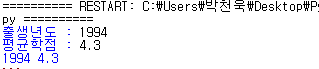 ========== RESTART: C:\Users\박천욱\Desktop\P
py ==========
출생년도 : 1994
평균학점 : 4.3
1994 4.3